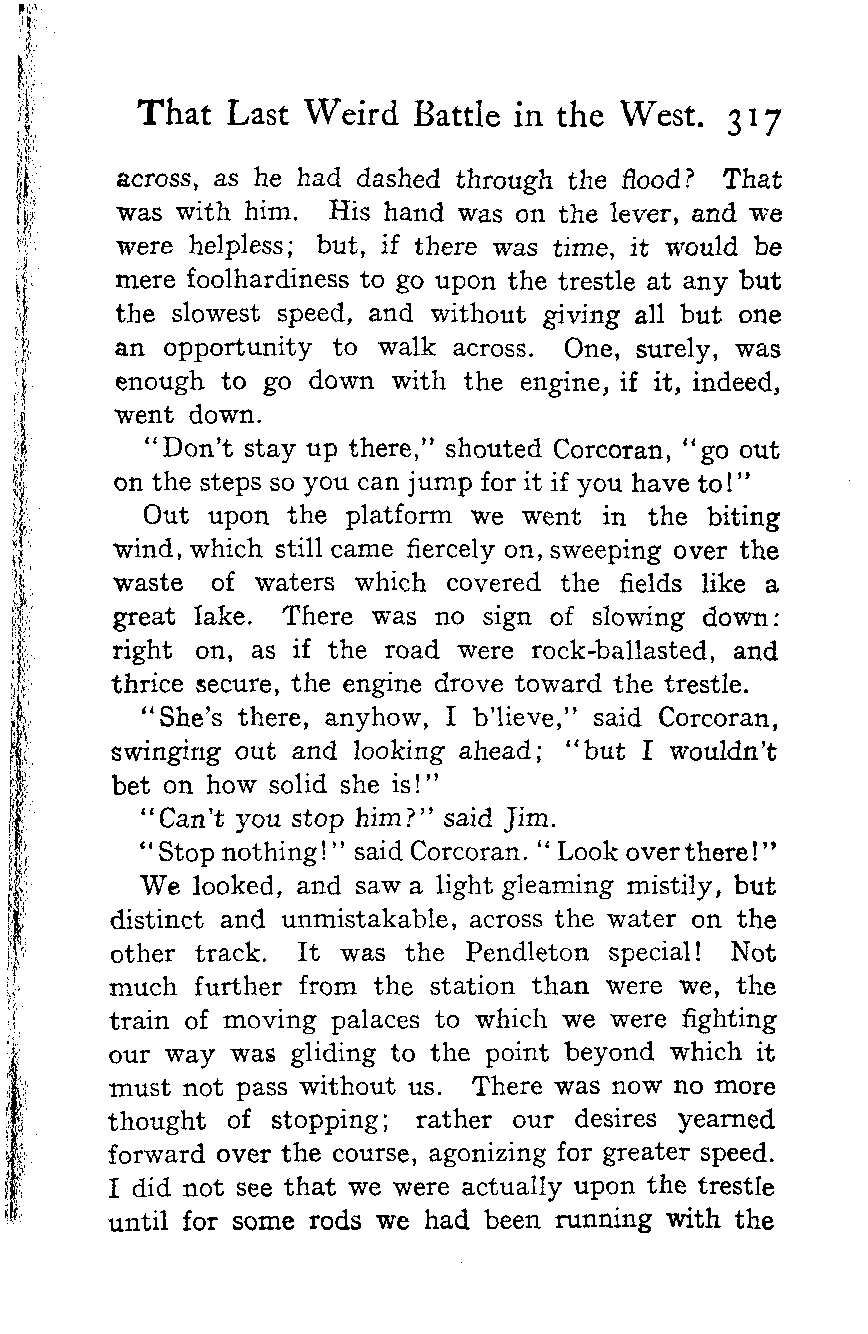 That Last Weird Battle in the West. 317
across, as he had dashed through the flood? That
was with him. His hand was on the lever, and we
were helpless; but, if there was time, it would be
mere foolhardiness to go upon the trestle at any but
the slowest speed, and without giving all but one
an opportunity to walk across. One, surely, was
enough to go down with the engine, if it, indeed,
went down.
"Don't stay up there," shouted Corcoran, "go out
on the steps so you can jump for it if you have to!"
Out upon the platform we went in the biting
wind, which still came fiercely on, sweeping over the
waste of waters which covered the fields like a
great lake. There was no sign of slowing down:
right on, as if the road were rock-ballasted, and
thrice secure, the engine drove toward the trestle.
"She's there, anyhow, I b'lieve," said Corcoran,
swinging out and looking ahead; "but I wouldn't
bet on how solid she is!"
"Can't you stop him?" said Jim.
"Stop nothing!" said Corcoran. "Look over there!"
We looked, and saw a light gleaming mistily, but
distinct and unmistakable, across the water on the
other track. It was the Pendleton special! Not
much further from the station than were we, the
train of moving palaces to which we were fighting
our way was gliding to the point beyond which it
must not pass without us. There was now no more
thought of stopping; rather our desires yearned
forward over the course, agonizing for greater speed.
I did not see that we were actually upon the trestle
until for some rods we had been running with the